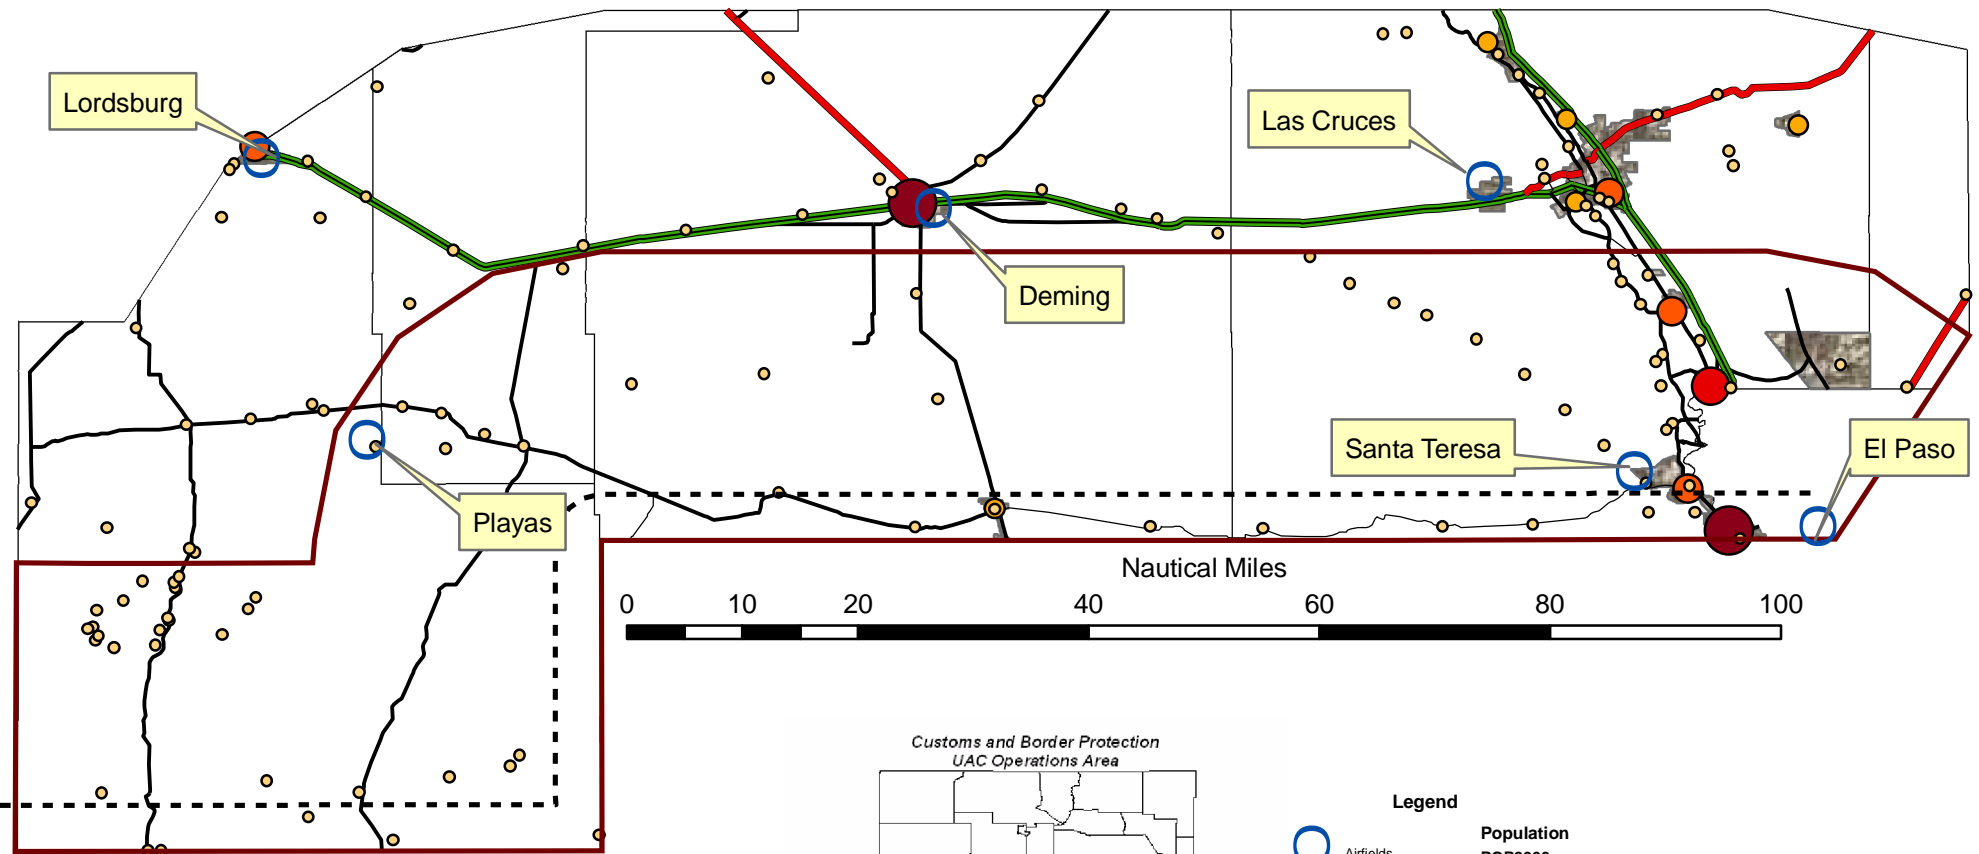 Lordsburg
Las Cruces
Deming
Santa Teresa
El Paso
Playas
Nautical Miles
0 10 20 40 60 80 100
Customs and Border Protection
UAC Operations Area
Legend
Population
Airfields